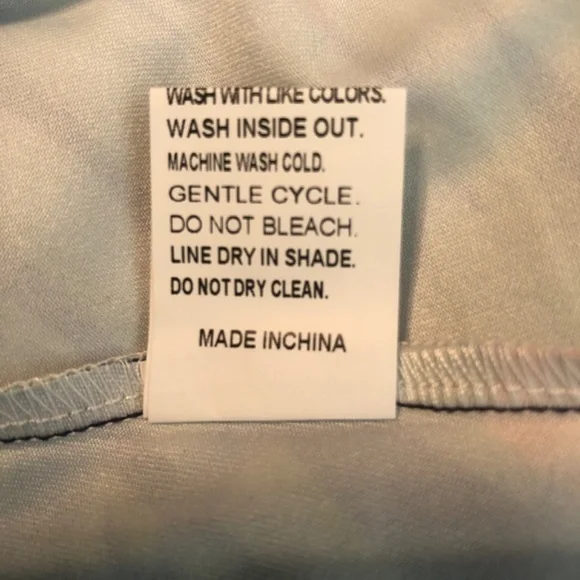 WASH WITH LIKE COLORS.
WASH INSIDE OUT.
MACHINE WASH COLD.
GENTLE CYCLE.
DO NOT BLEACH.
LINE DRY IN SHADE.
DO NOT DRY CLEAN.
MADE INCHINA